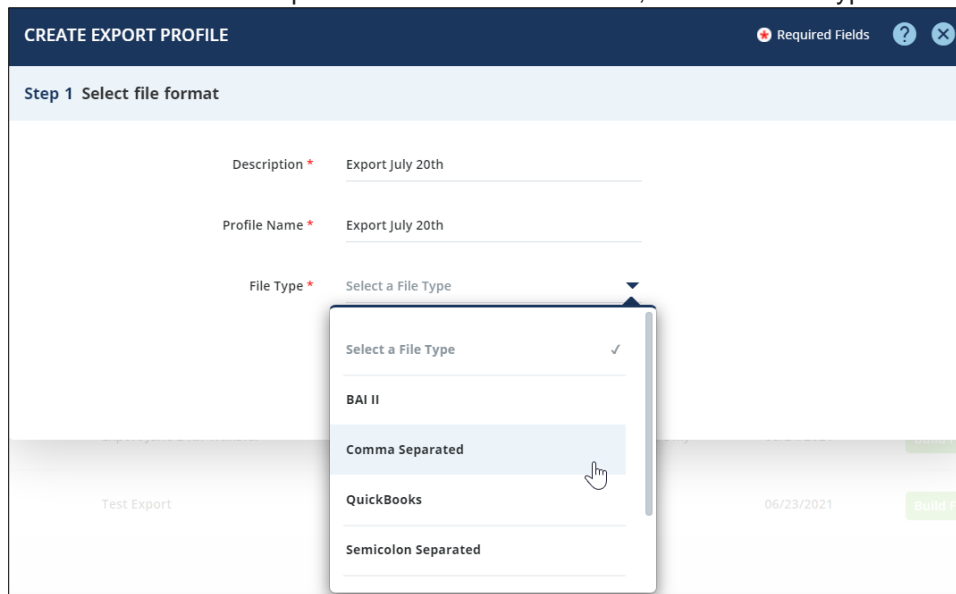 CREATE EXPORT PROFILE
Required Fields ?
Step 1 Select file format
Description * Export July 20th
Profile Name * Export July 20th
File Type * Select a File Type
Select a File Type
BAI II
Comma Separated
QuickBooks
Semicolon Separated
Test Export 06/23/2021 Build